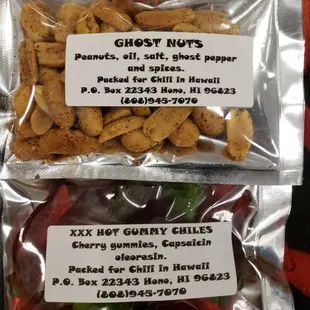 GHOST NUTS
Peanuts, oil, salt, ghost pepper
and spices.
Packed for Chili in Hawaii
P.O. Box 22343 Hono, HI 96823
(808)945-7070
XXX HOT GUMMY CHILES
Cherry gummies, Capsaicin
oleoresin.
Packed for Chili in Hawaii
P.O. Box 22343 Hono, HI 96823
(808)945-7070